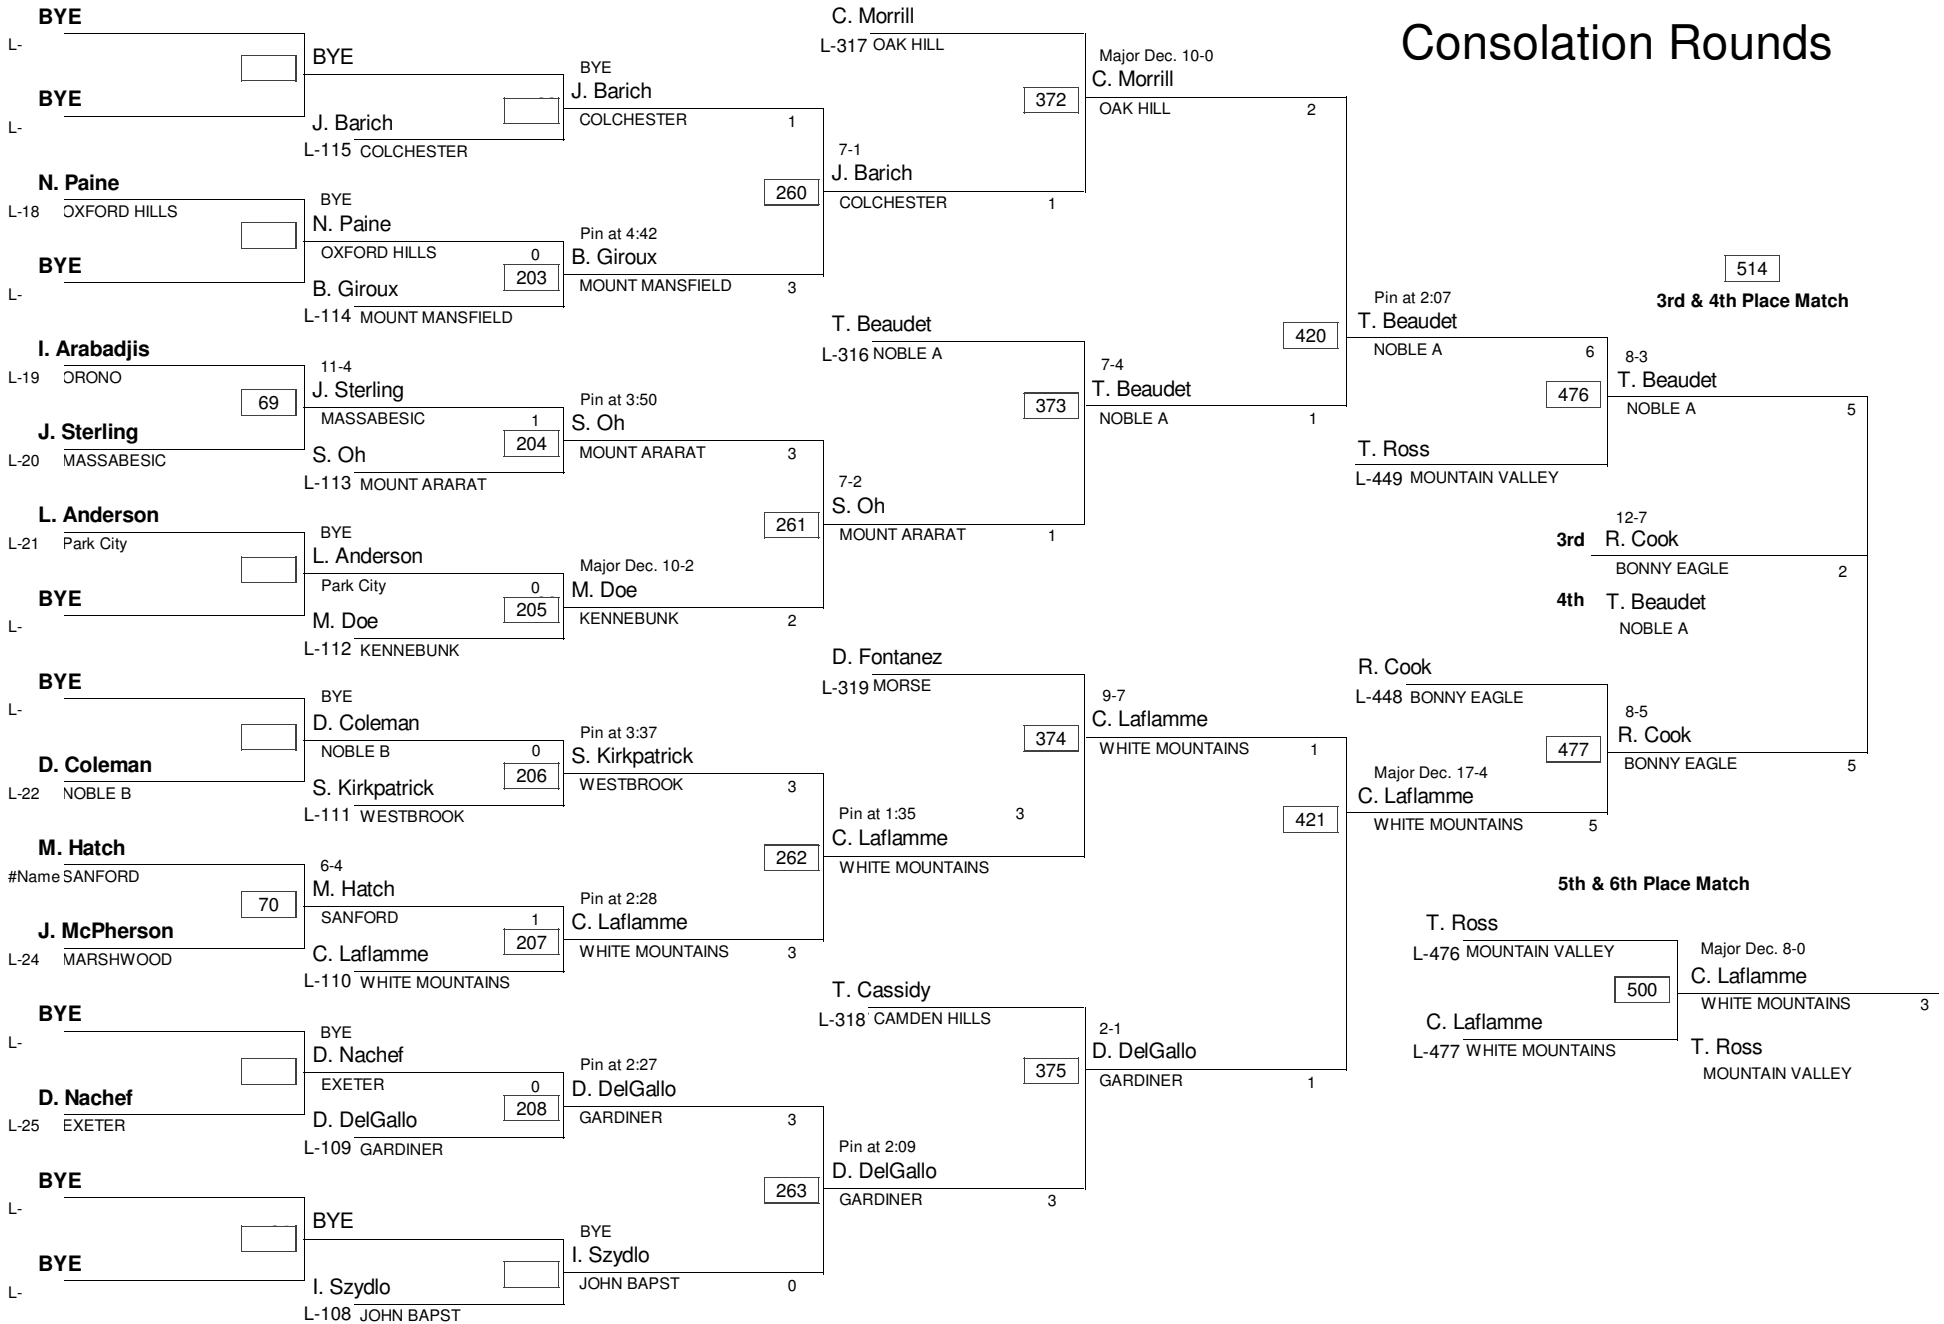 Consolation Rounds
BYE
L-
BYE
L-
N. Paine
L-18 OXFORD HILLS
BYE
L-
I. Arabadjis
L-19 ORONO
69
J. Sterling
L-20 MASSABESIC
L. Anderson
L-21 Park City
BYE
L-
BYE
L-
D. Coleman
L-22 NOBLE B
M. Hatch
#Name SANFORD
70
J. McPherson
L-24 MARSHWOOD
BYE
L-
D. Nachef
L-25 EXETER
BYE
L-
BYE
L-
BYE
J. Barich
L-115 COLCHESTER
BYE
N. Paine
OXFORD HILLS 0
203
B. Giroux
L-114 MOUNT MANSFIELD
11-4
J. Sterling
MASSABESIC 1
204
S. Oh
L-113 MOUNT ARARAT
BYE
L. Anderson
Park City 0
205
M. Doe
L-112 KENNEBUNK
BYE
D. Coleman
NOBLE B 0
206
S. Kirkpatrick
L-111 WESTBROOK
6-4
M. Hatch
SANFORD 1
207
C. Laflamme
L-110 WHITE MOUNTAINS
BYE
D. Nachef
EXETER 0
208
D. DelGallo
L-109 GARDINER
BYE
I. Szydlo
L-108 JOHN BAPST
BYE
J. Barich
COLCHESTER 1
260
Pin at 4:42
B. Giroux
MOUNT MANSFIELD 3
Pin at 3:50
S. Oh
MOUNT ARARAT 3
261
Major Dec. 10-2
M. Doe
KENNEBUNK 2
Pin at 3:37
S. Kirkpatrick
WESTBROOK 3
262
Pin at 2:28
C. Laflamme
WHITE MOUNTAINS 3
Pin at 2:27
D. DelGallo
GARDINER 3
263
BYE
I. Szydlo
JOHN BAPST 0
C. Morrill
L-317 OAK HILL
372
7-1
J. Barich
COLCHESTER 1
T. Beaudet
L-316 NOBLE A
373
7-2
S. Oh
MOUNT ARARAT 1
D. Fontanez
L-319 MORSE
374
Pin at 1:35 3
C. Laflamme
WHITE MOUNTAINS
T. Cassidy
L-318 CAMDEN HILLS
375
Pin at 2:09
D. DelGallo
GARDINER 3
Major Dec. 10-0
C. Morrill
OAK HILL 2
420
7-4
T. Beaudet
NOBLE A 1
9-7
C. Laflamme
WHITE MOUNTAINS 1
421
2-1
D. DelGallo
GARDINER 1
Pin at 2:07
T. Beaudet
NOBLE A 6
476
T. Ross
L-449 MOUNTAIN VALLEY
R. Cook
L-448 BONNY EAGLE
477
Major Dec. 17-4
C. Laflamme
WHITE MOUNTAINS 5
514
3rd & 4th Place Match
8-3
T. Beaudet
NOBLE A 5
12-7
3rd R. Cook
BONNY EAGLE 2
4th T. Beaudet
NOBLE A
8-5
R. Cook
BONNY EAGLE 5
5th & 6th Place Match
T. Ross
L-476 MOUNTAIN VALLEY
500
C. Laflamme
L-477 WHITE MOUNTAINS
Major Dec. 8-0
C. Laflamme
WHITE MOUNTAINS 3
T. Ross
MOUNTAIN VALLEY